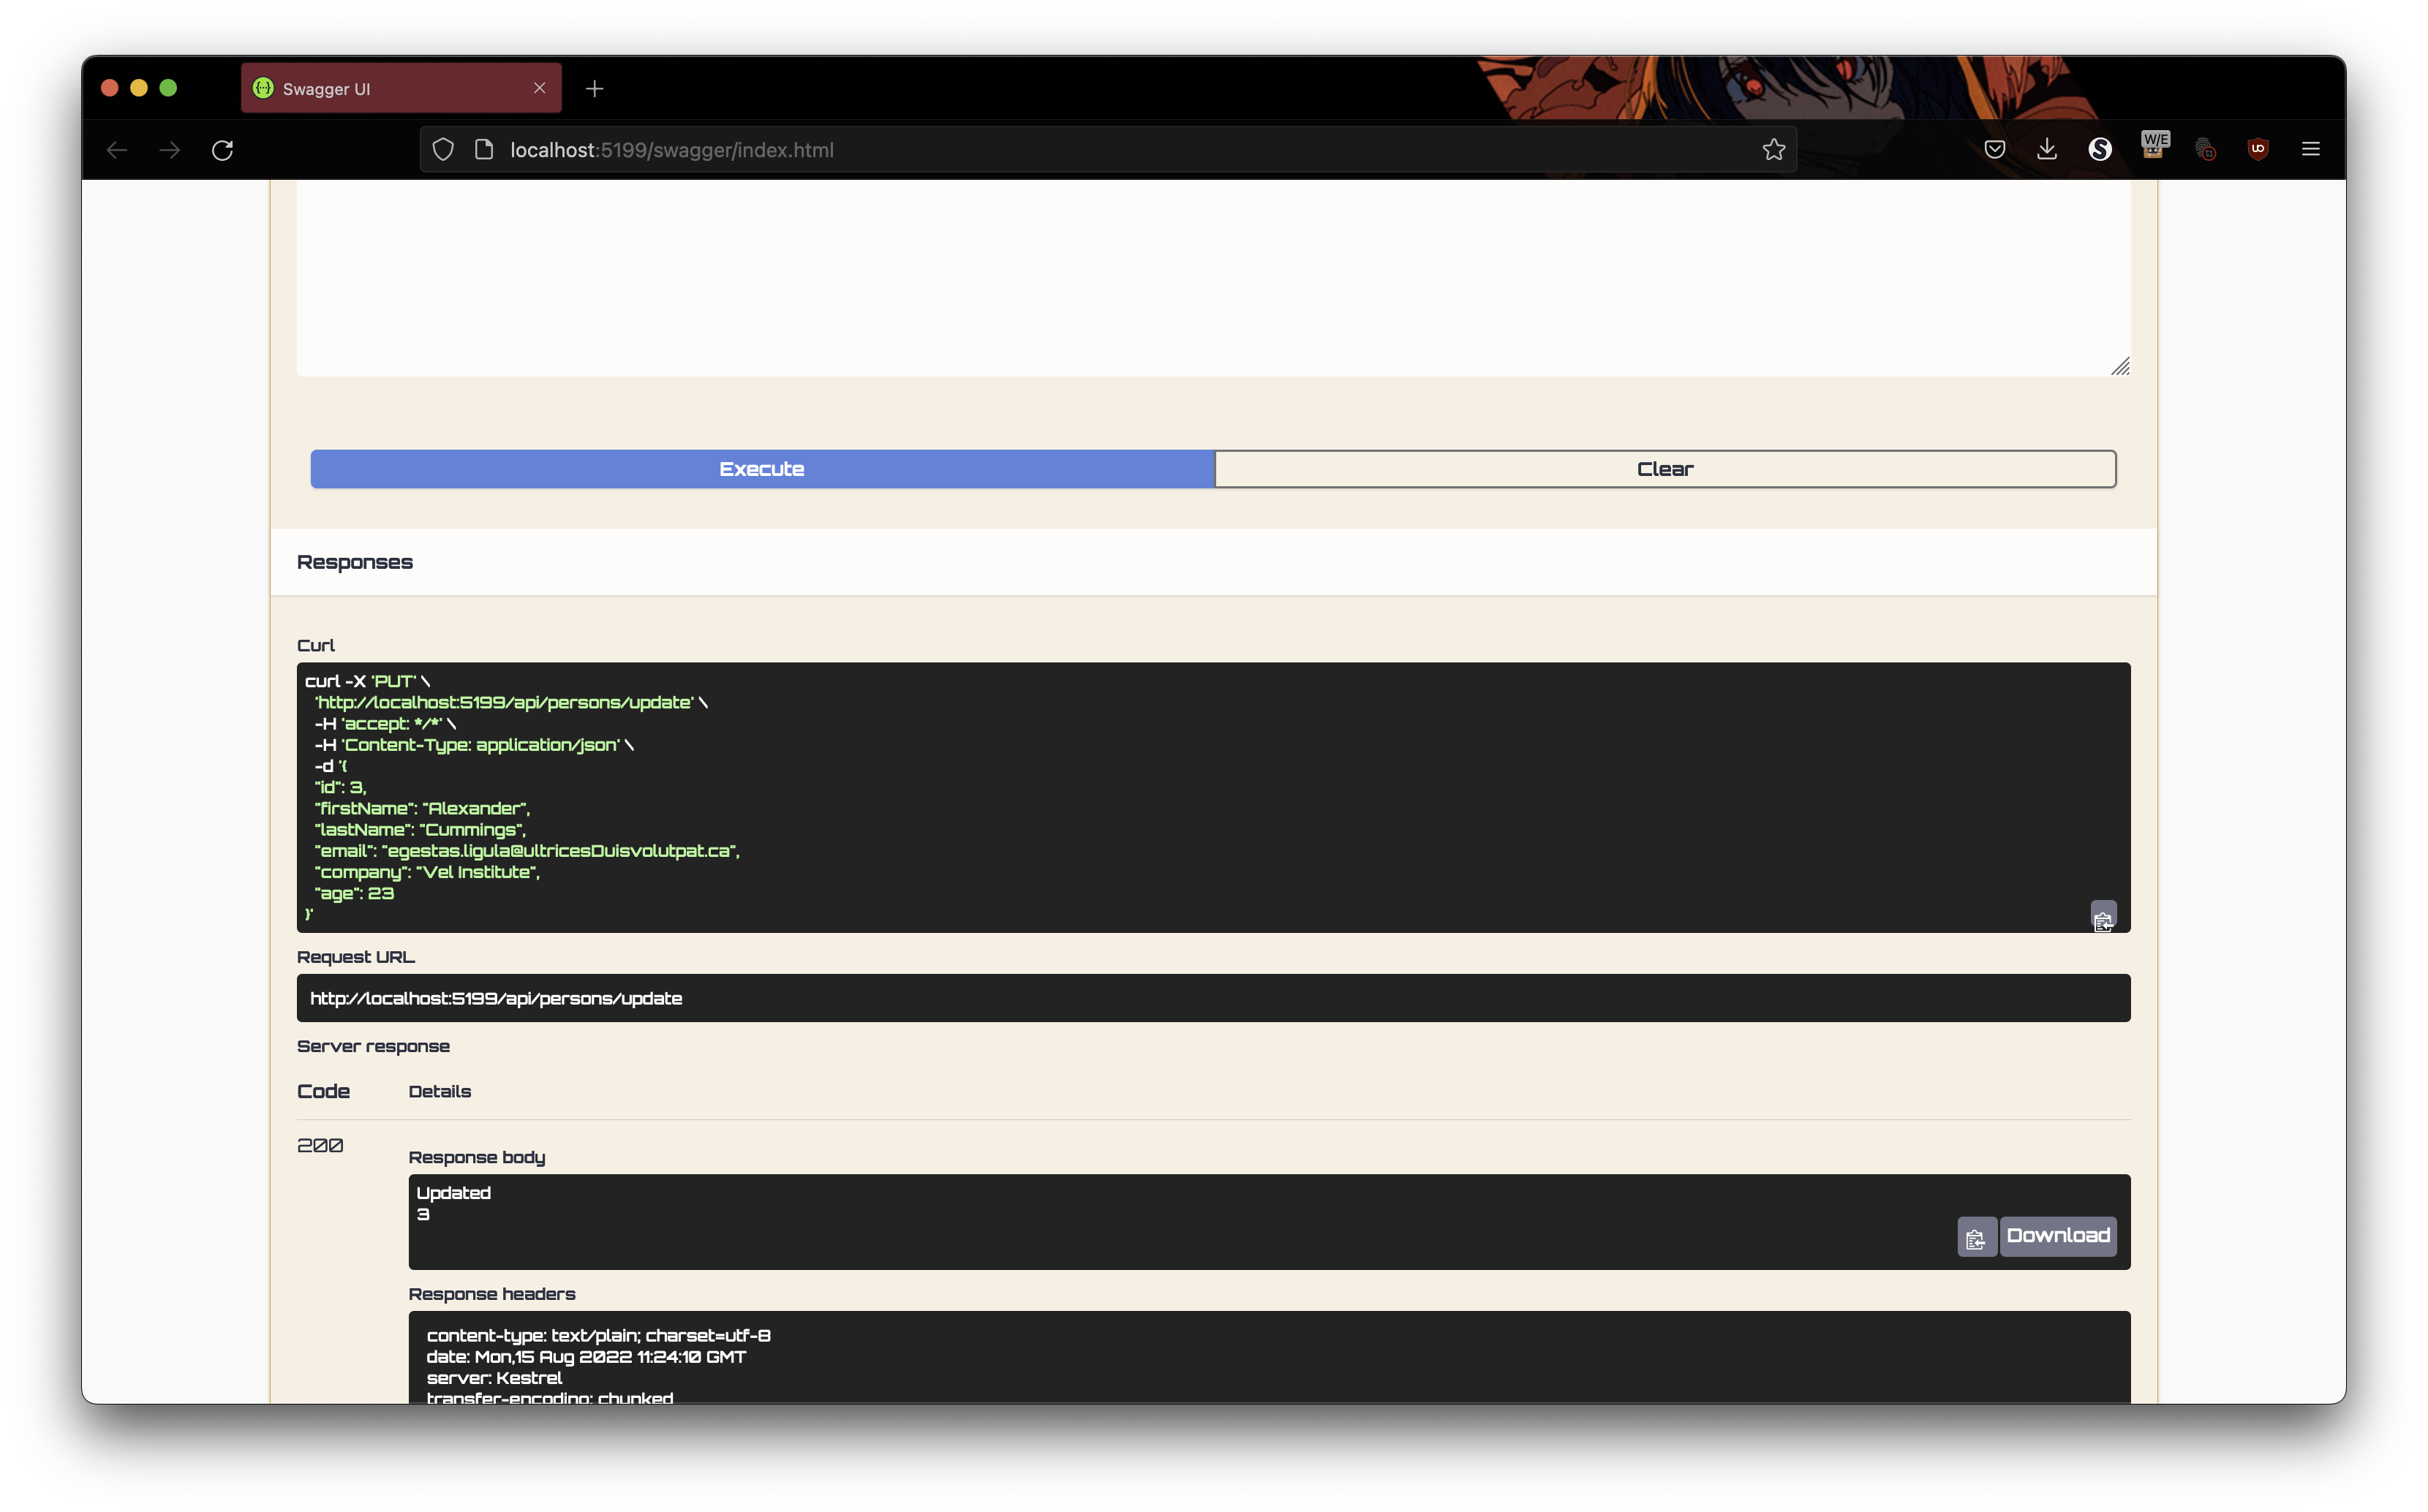 Swagger UI
localhost:5199/swagger/index.html
W/E
Execute
Clear
Responses
Curl
curl -X 'PUT' \
'http://localhost:5199/api/persons/update' \
-H 'accept: */*' \
-H 'Content-Type: application/json' \
-d '{
"id": 3,
"firstName": "Alexander",
"lastName": "Cummings",
"email": "egestas.ligula@ultricesDuisvolutpat.ca",
"company": "Vel Institute",
"age": 23
}'
Request URL
http://localhost:5199/api/persons/update
Server response
Code
Details
200
Response body
Updated
3
Download
Response headers
content-type: text/plain; charset=utf-8
date: Mon,15 Aug 2022 11:24:10 GMT
server: Kestrel
transfer-encoding: chunked